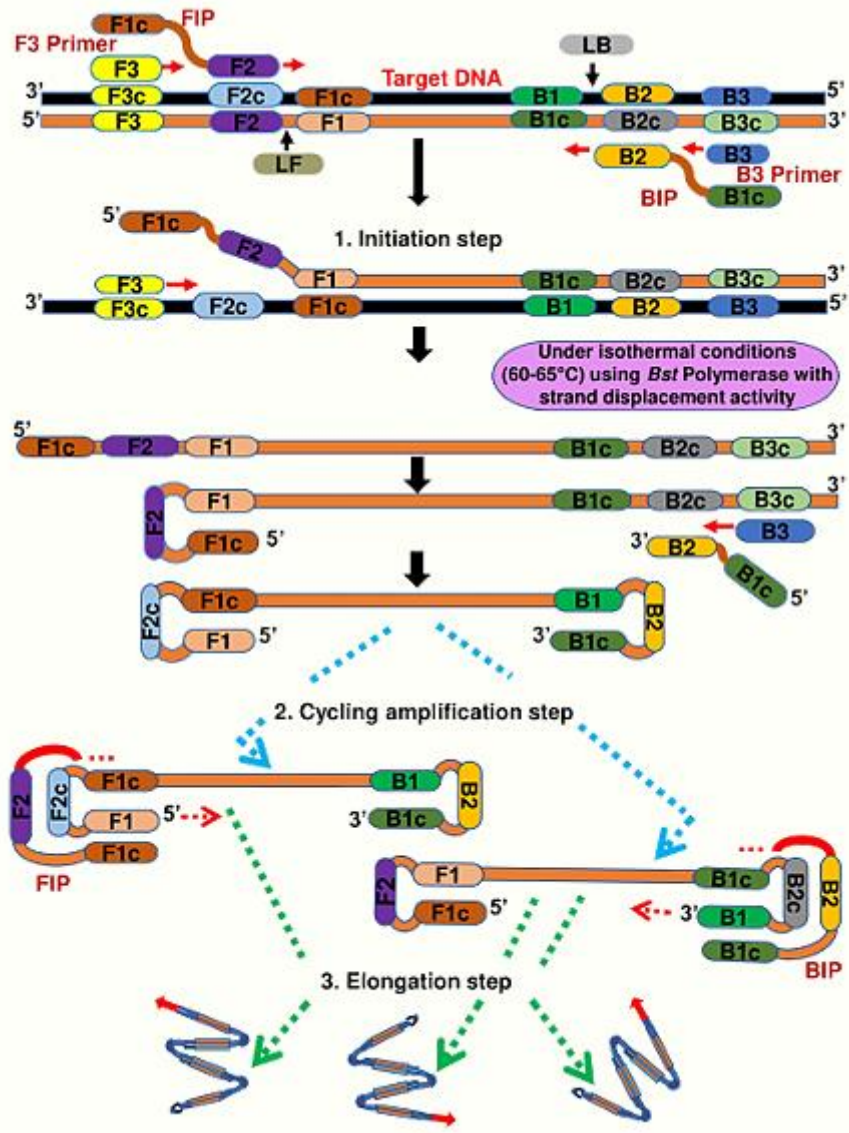 F1c FIP
F3 Primer
F3 F2 LB
Target DNA
3’ F3c F2c F1c B1 B2 B3 5’
5’ F3 F2 F1 B1c B2c B3c 3’
LF B2 B3
B3 Primer
BIP B1c
5’ F1c
F2 1. Initiation step
F3 F1 B1c B2c B3c
3’ F3c F2c F1c B1 B2 B3 5’
Under isothermal conditions
(60-65°C) using Bst Polymerase with
strand displacement activity
5’ 3’
F1c F2 F1 B1c B2c B3c
3’
F1 B1c B2c B3c
F2
F1c 5’ B3
3’ B2
B1c 5’
F1c B1
F2c B2
F1 5’ 3’ B1c
2. Cycling amplification step
F1c B1
F2 F2c B2
F1 5’ 3’ B1c
F1c
FIP
F1 B1c
F2 B2c B2
F1c 5’ 3’ B1
B1c
BIP
3. Elongation step